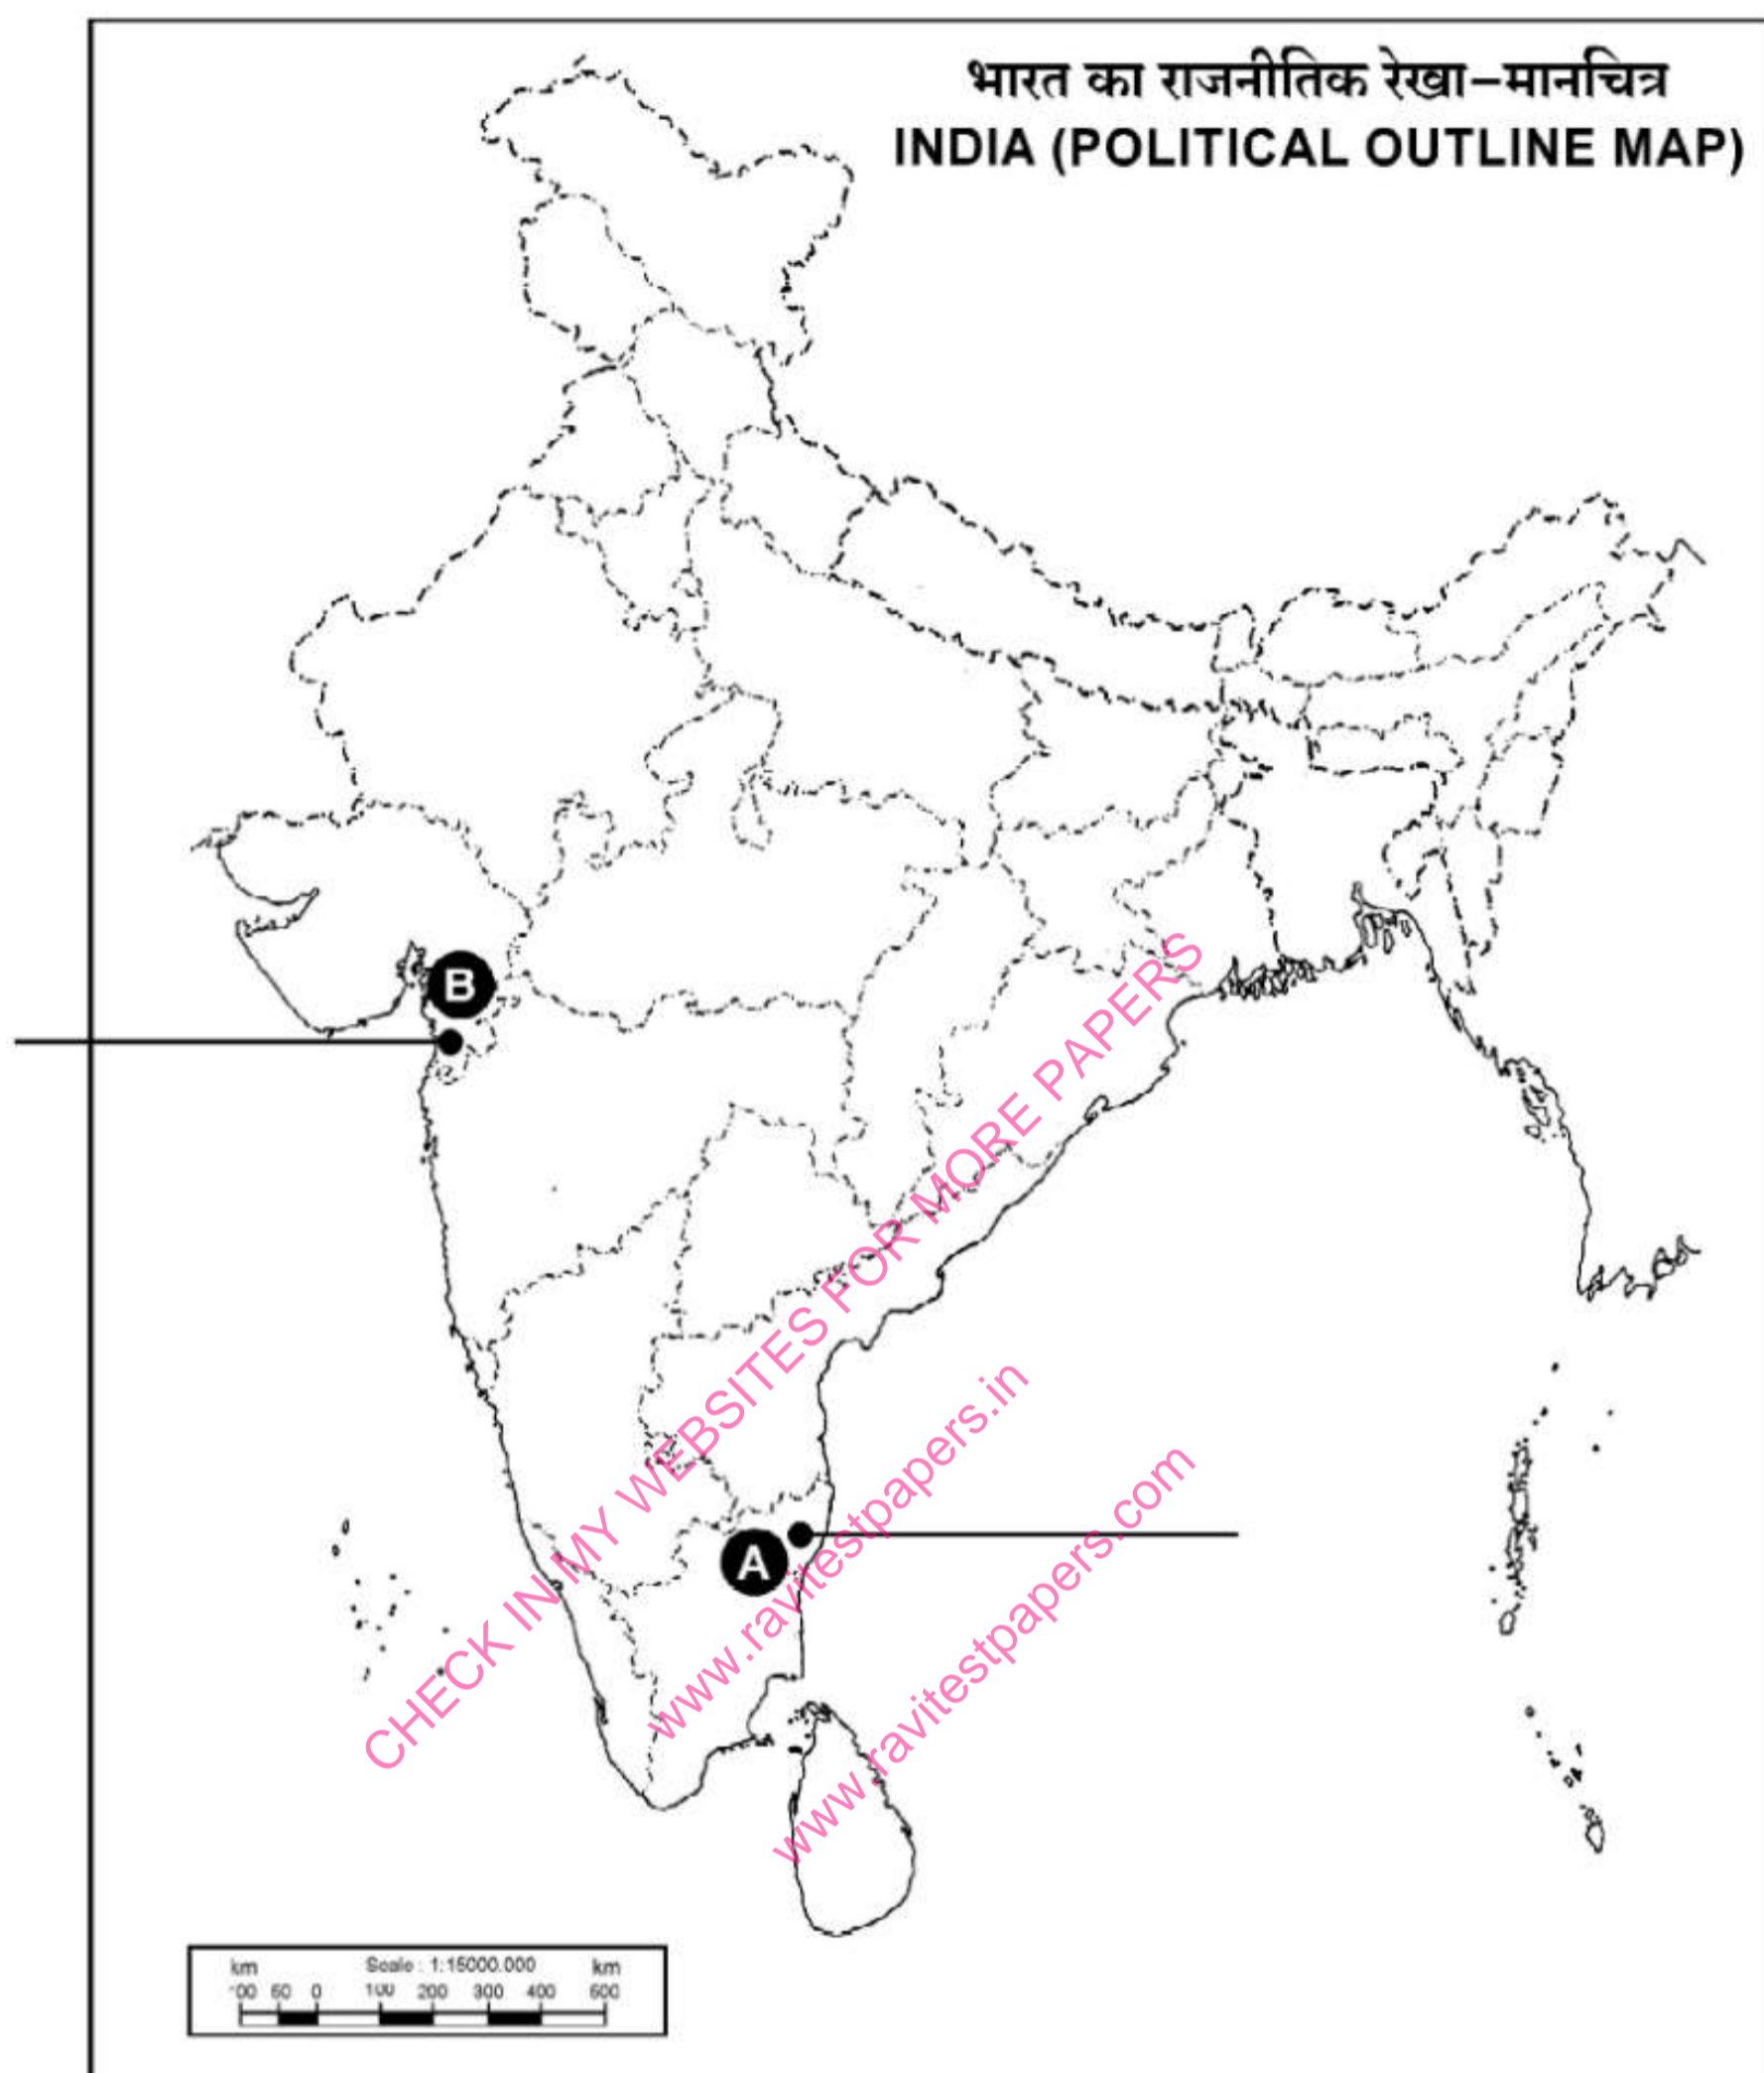 भारत का राजनीतिक रेखा-मानचित्र
INDIA (POLITICAL OUTLINE MAP)
B
A
CHECK IN MY WEBSITES FOR MORE PAPERS
www.ravitestpapers.in
www.ravitestpapers.com
km Scale : 1:15000.000 km
100 50 0 100 200 300 400 600